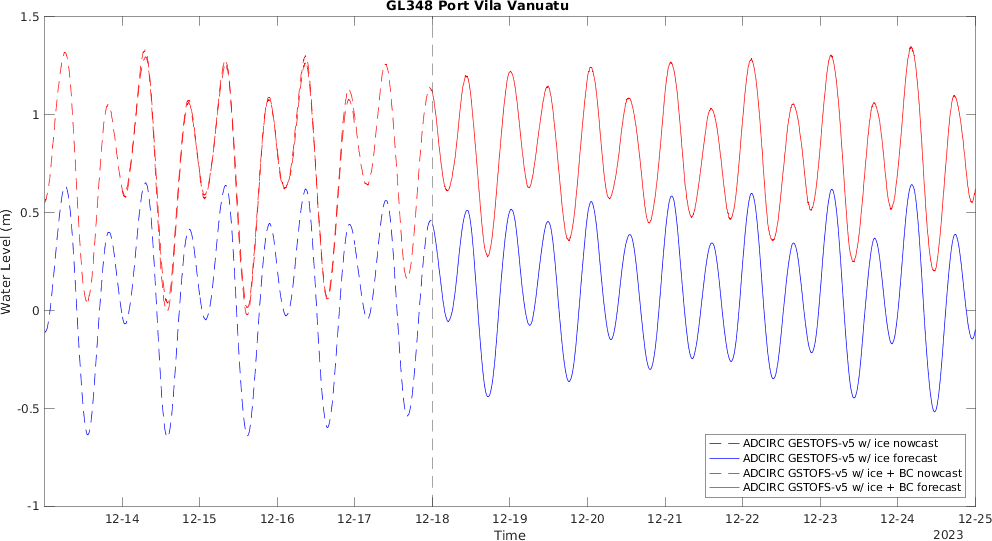 GL348 Port Vila Vanuatu
1.5
1
0.5
0
-0.5
-1
Water Level (m)
ADCIRC GESTOFS-v5 w/ ice nowcast
ADCIRC GESTOFS-v5 w/ ice forecast
ADCIRC GSTOFS-v5 w/ ice + BC nowcast
ADCIRC GSTOFS-v5 w/ ice + BC forecast
12-14 12-15 12-16 12-17 12-18 12-19 12-20 12-21 12-22 12-23 12-24 12-25
Time
2023